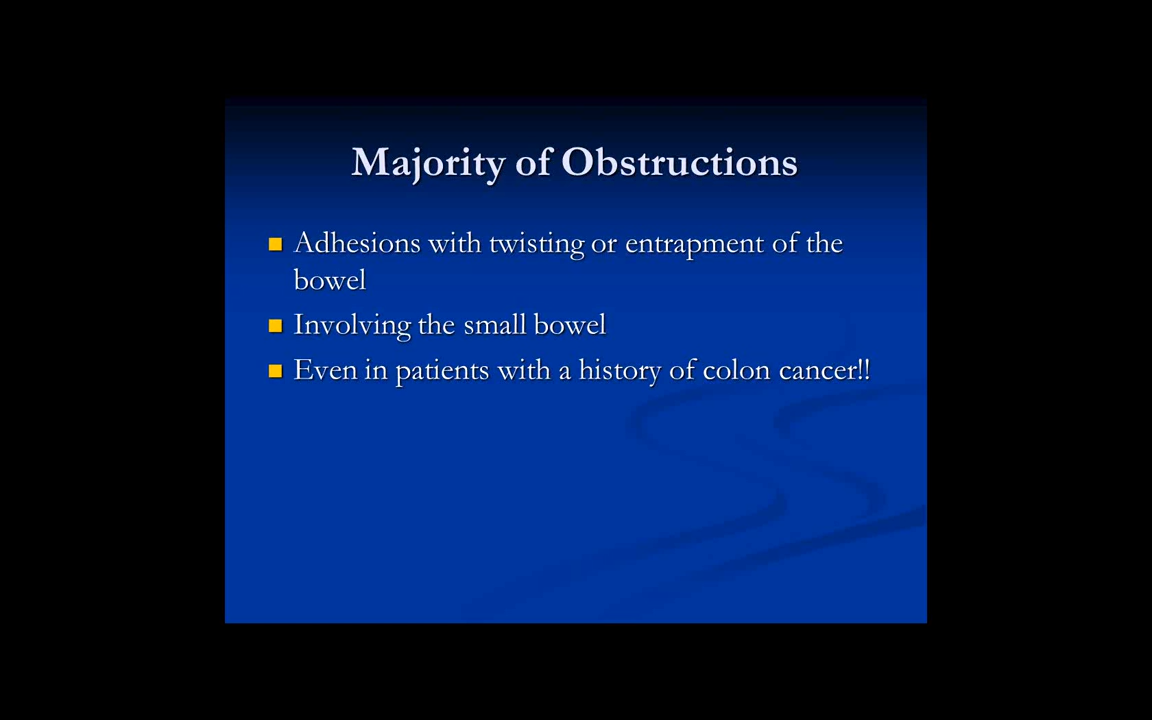 Majority of Obstructions
Adhesions with twisting or entrapment of the
bowel
Involving the small bowel
Even in patients with a history of colon cancer!!